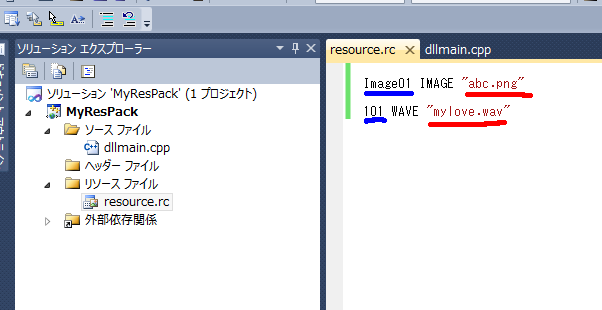 ソリューション エクスプローラー
ソリューション 'MyResPack' (1 プロジェクト)
MyResPack
ソース ファイル
dllmain.cpp
ヘッダー ファイル
リソース ファイル
resource.rc
外部依存関係
resource.rc
dllmain.cpp
Image01 IMAGE "abc.png"
101 WAVE "mylove.wav"